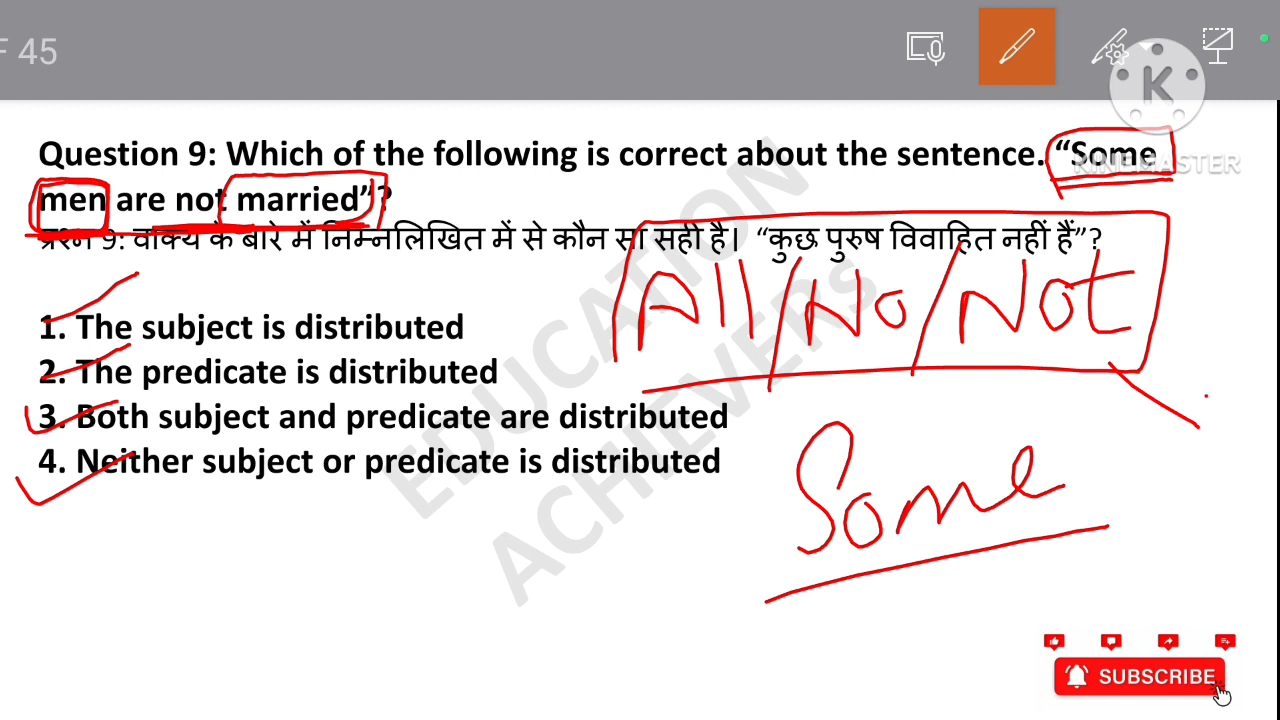 F 45
K
KINEMASTER
Question 9: Which of the following is correct about the sentence. “Some
men are not married”?
प्रश्न 9: वाक्य के बारे में निम्नलिखित में से कौन सा सही है। “कुछ पुरुष विवाहित नहीं हैं”?
All/No/Not
1. The subject is distributed
2. The predicate is distributed
3. Both subject and predicate are distributed
4. Neither subject or predicate is distributed
Some
EDUCATION
ACHIEVERs
SUBSCRIBE